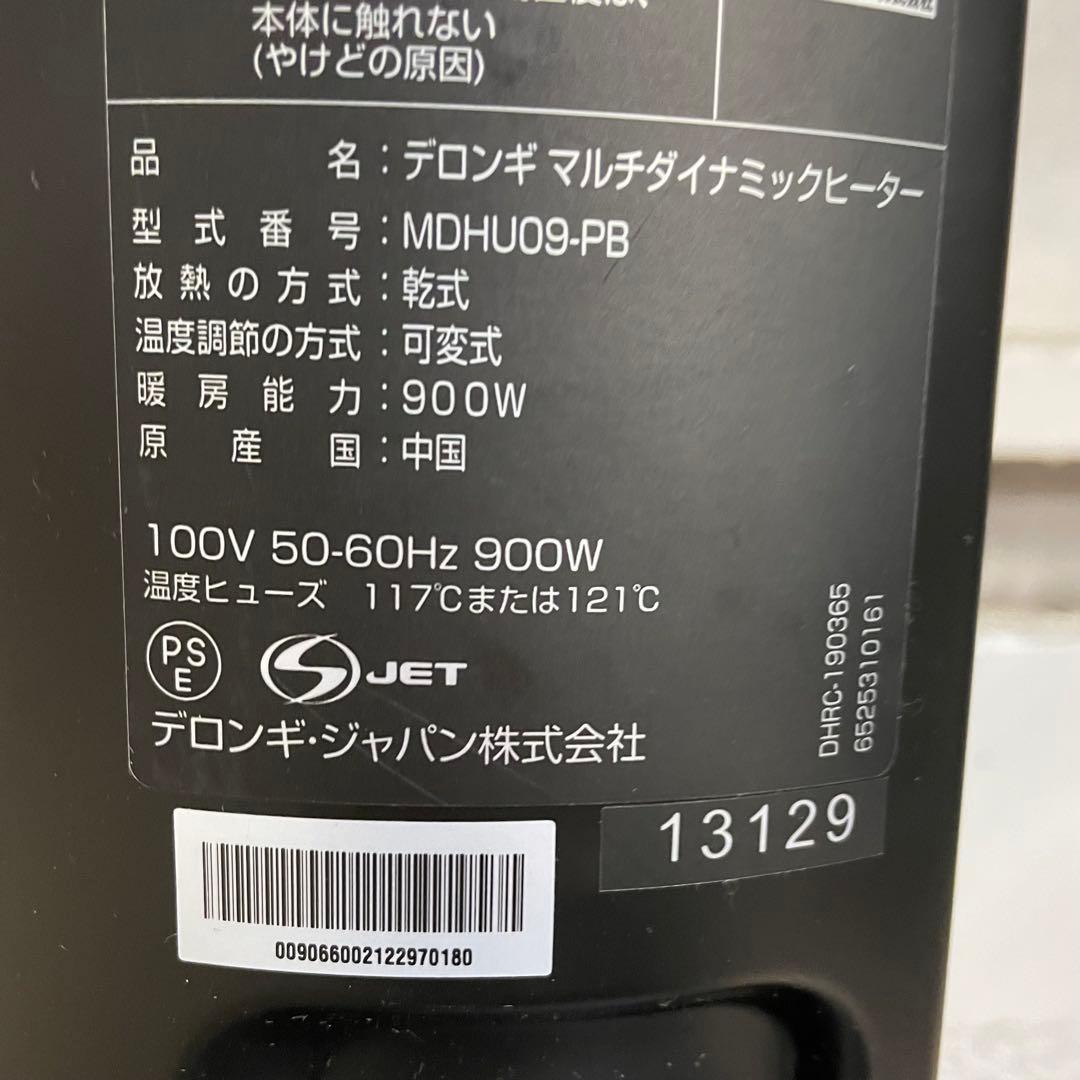 本体に触れない
(やけどの原因)
品名:デロンギ マルチダイナミックヒーター
型式番号:MDHU09-PB
放熱の方式:乾式
温度調節の方式:可変式
暖房能力:900W
原産国:中国
100V 50-60Hz 900W
温度ヒューズ 117℃または121℃
PSE
S JET
デロンギ・ジャパン株式会社
DHRC-190365
6525310161
13129
009066002122970180